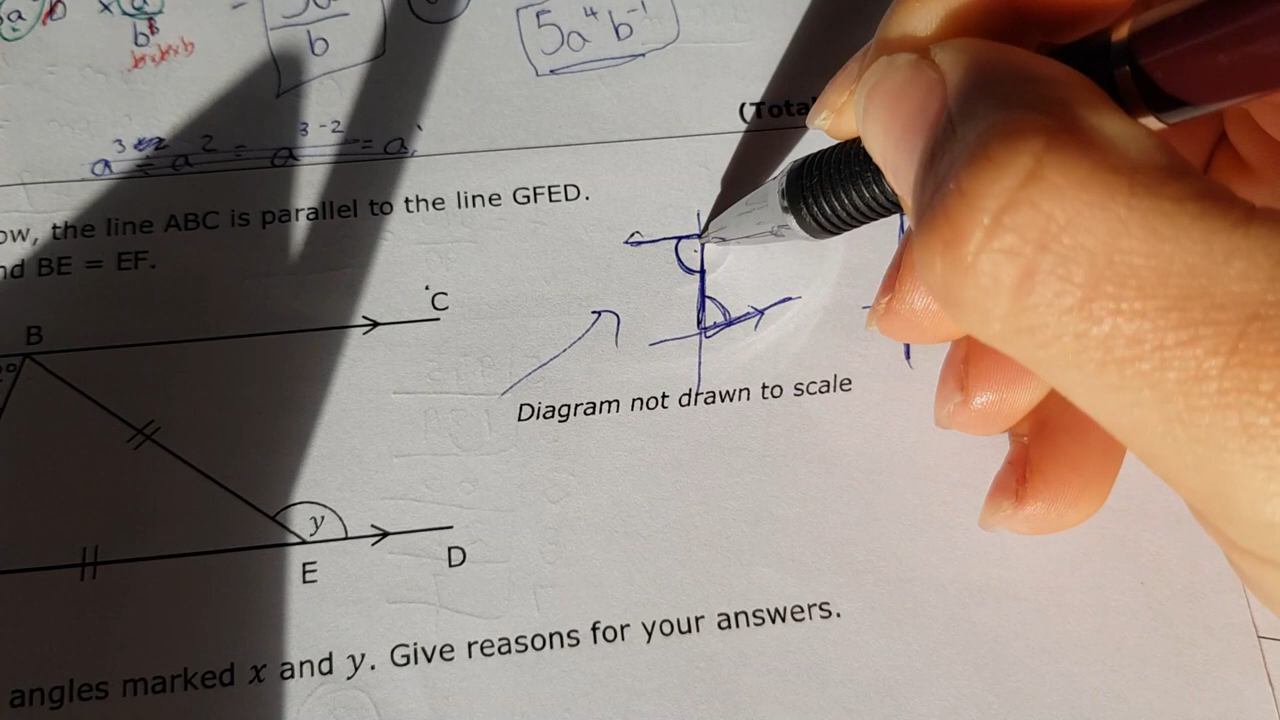 b
5a⁴b⁻¹
(Tota
a³ ÷ a² = a³⁻² = a¹
ow, the line ABC is parallel to the line GFED.
nd BE = EF.
C
B
Diagram not drawn to scale
y
E
D
angles marked x and y. Give reasons for your answers.